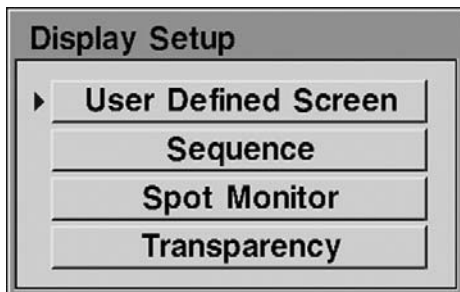 Display Setup
User Defined Screen
Sequence
Spot Monitor
Transparency